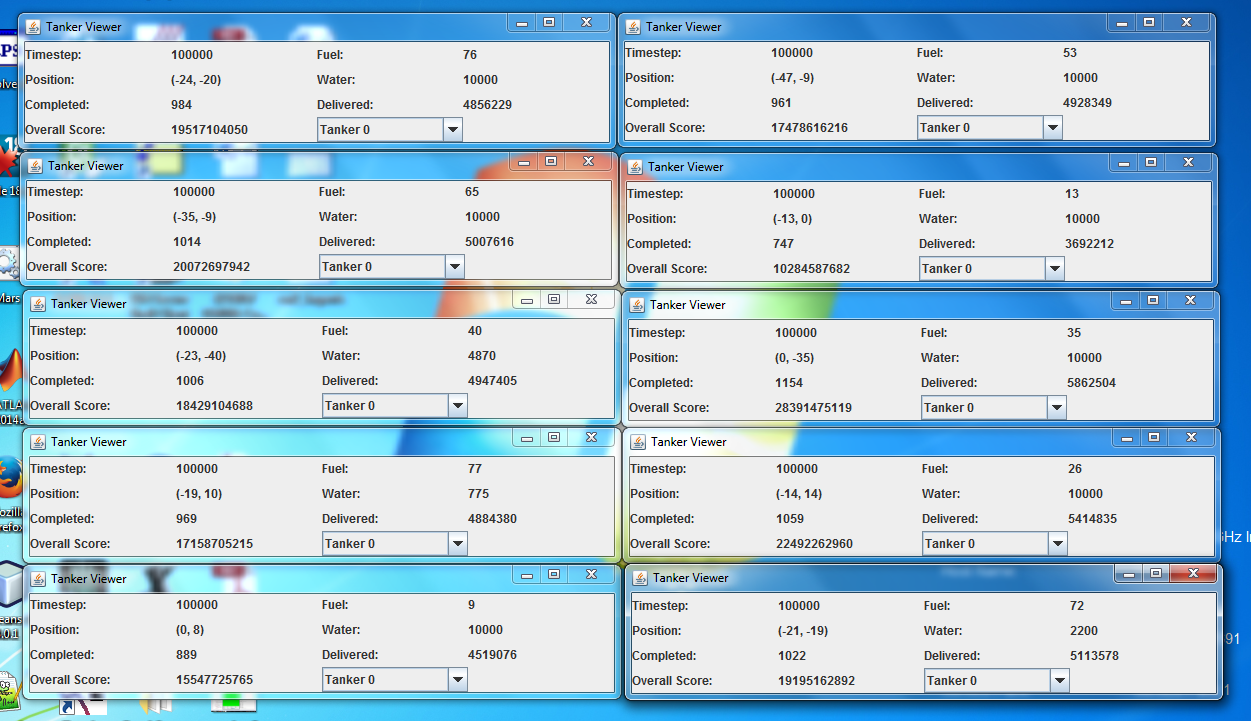 Tanker Viewer
Timestep: 100000 Fuel: 76
Position: (-24, -20) Water: 10000
Completed: 984 Delivered: 4856229
Overall Score: 19517104050 Tanker 0
Tanker Viewer
Timestep: 100000 Fuel: 53
Position: (-47, -9) Water: 10000
Completed: 961 Delivered: 4928349
Overall Score: 17478616216 Tanker 0
Tanker Viewer
Timestep: 100000 Fuel: 65
Position: (-35, -9) Water: 10000
Completed: 1014 Delivered: 5007616
Overall Score: 20072697942 Tanker 0
Tanker Viewer
Timestep: 100000 Fuel: 13
Position: (-13, 0) Water: 10000
Completed: 747 Delivered: 3692212
Overall Score: 10284587682 Tanker 0
Tanker Viewer
Timestep: 100000 Fuel: 40
Position: (-23, -40) Water: 4870
Completed: 1006 Delivered: 4947405
Overall Score: 18429104688 Tanker 0
Tanker Viewer
Timestep: 100000 Fuel: 35
Position: (0, -35) Water: 10000
Completed: 1154 Delivered: 5862504
Overall Score: 28391475119 Tanker 0
Tanker Viewer
Timestep: 100000 Fuel: 77
Position: (-19, 10) Water: 775
Completed: 969 Delivered: 4884380
Overall Score: 17158705215 Tanker 0
Tanker Viewer
Timestep: 100000 Fuel: 26
Position: (-14, 14) Water: 10000
Completed: 1059 Delivered: 5414835
Overall Score: 22492262960 Tanker 0
Tanker Viewer
Timestep: 100000 Fuel: 9
Position: (0, 8) Water: 10000
Completed: 889 Delivered: 4519076
Overall Score: 15547725765 Tanker 0
Tanker Viewer
Timestep: 100000 Fuel: 72
Position: (-21, -19) Water: 2200
Completed: 1022 Delivered: 5113578
Overall Score: 19195162892 Tanker 0